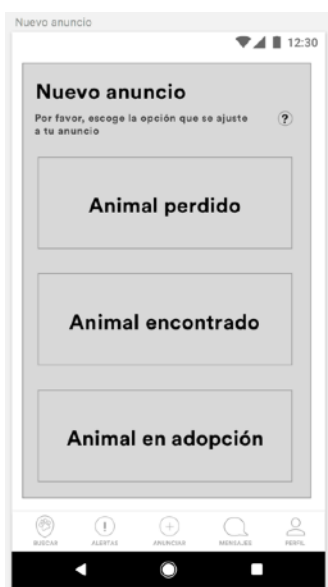 Nuevo anuncio
12:30
Nuevo anuncio
Por favor, escoge la opción que se ajuste
a tu anuncio
?
Animal perdido
Animal encontrado
Animal en adopción
BUSCAR ALERTAS ANUNCIAR MENSAJES PERFIL